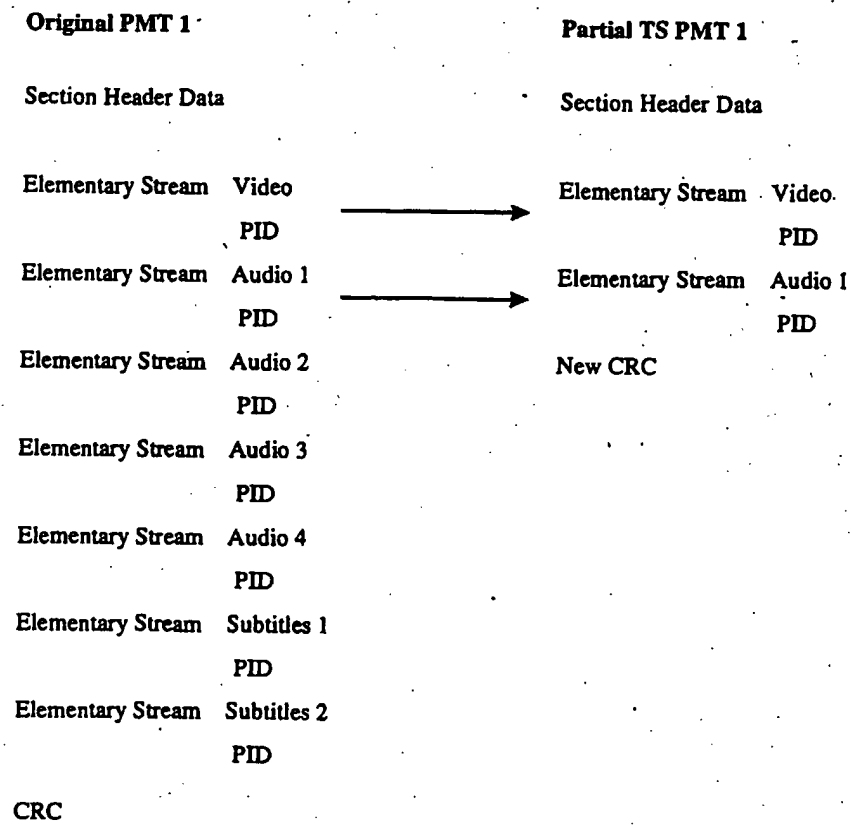 Original PMT 1
Section Header Data
Elementary Stream Video
PID
Elementary Stream Audio 1
PID
Elementary Stream Audio 2
PID
Elementary Stream Audio 3
PID
Elementary Stream Audio 4
PID
Elementary Stream Subtitles 1
PID
Elementary Stream Subtitles 2
PID
CRC
Partial TS PMT 1
Section Header Data
Elementary Stream Video
PID
Elementary Stream Audio 1
PID
New CRC